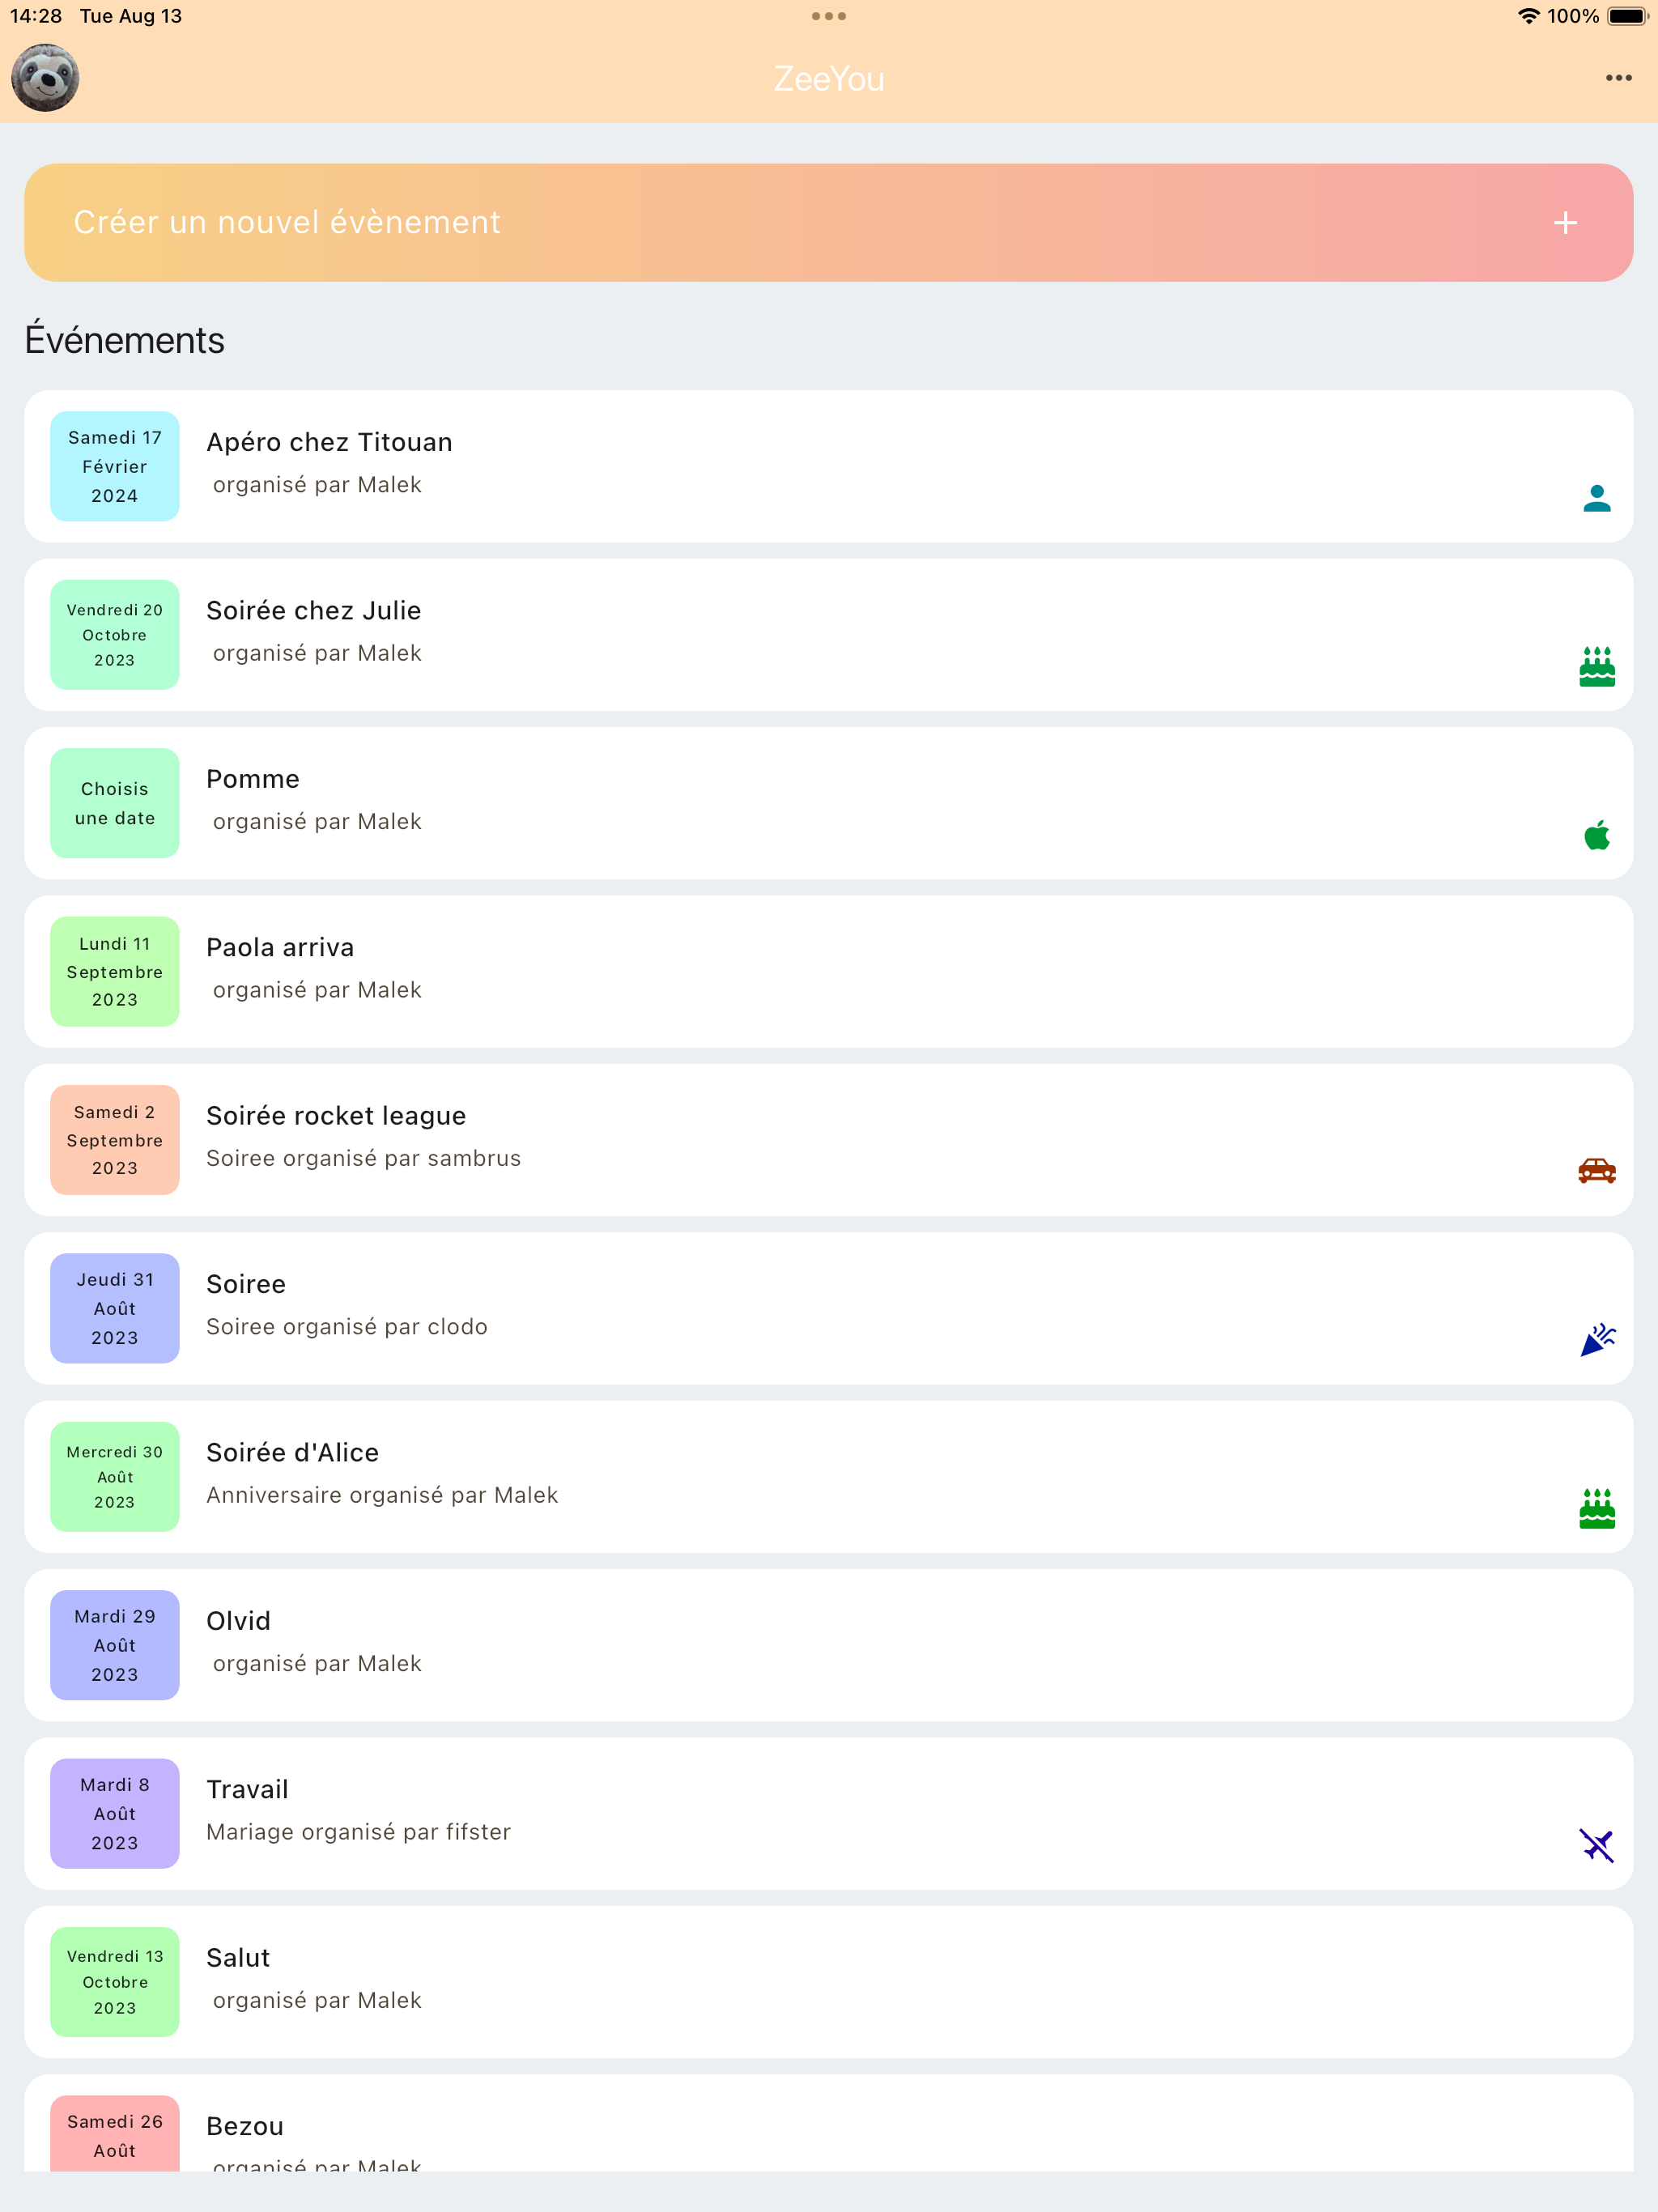 14:28 Tue Aug 13
100%
ZeeYou
Créer un nouvel évènement
Événements
Samedi 17
Février
2024
Apéro chez Titouan
organisé par Malek
Vendredi 20
Octobre
2023
Soirée chez Julie
organisé par Malek
Choisis
une date
Pomme
organisé par Malek
Lundi 11
Septembre
2023
Paola arriva
organisé par Malek
Samedi 2
Septembre
2023
Soirée rocket league
Soiree organisé par sambrus
Jeudi 31
Août
2023
Soiree
Soiree organisé par clodo
Mercredi 30
Août
2023
Soirée d'Alice
Anniversaire organisé par Malek
Mardi 29
Août
2023
Olvid
organisé par Malek
Mardi 8
Août
2023
Travail
Mariage organisé par fifster
Vendredi 13
Octobre
2023
Salut
organisé par Malek
Samedi 26
Août
Bezou
organisé par Malek